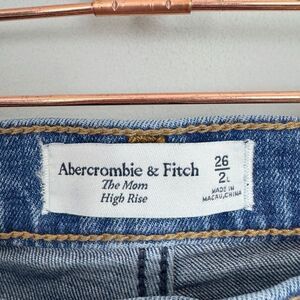 Abercrombie & Fitch
The Mom
High Rise
26
2L
MADE IN
MACAU, CHINA